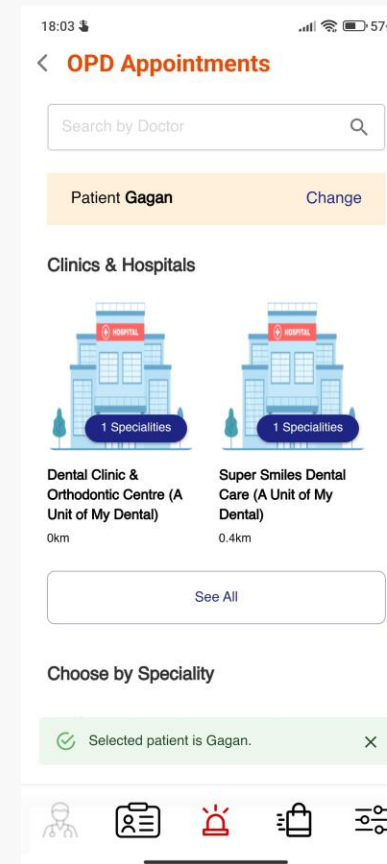 18:03
57
OPD Appointments
Search by Doctor
Patient Gagan
Change
Clinics & Hospitals
HOSPITAL
HOSPITAL
1 Specialities
1 Specialities
Dental Clinic &
Orthodontic Centre (A
Unit of My Dental)
0km
Super Smiles Dental
Care (A Unit of My
Dental)
0.4km
See All
Choose by Speciality
Selected patient is Gagan.